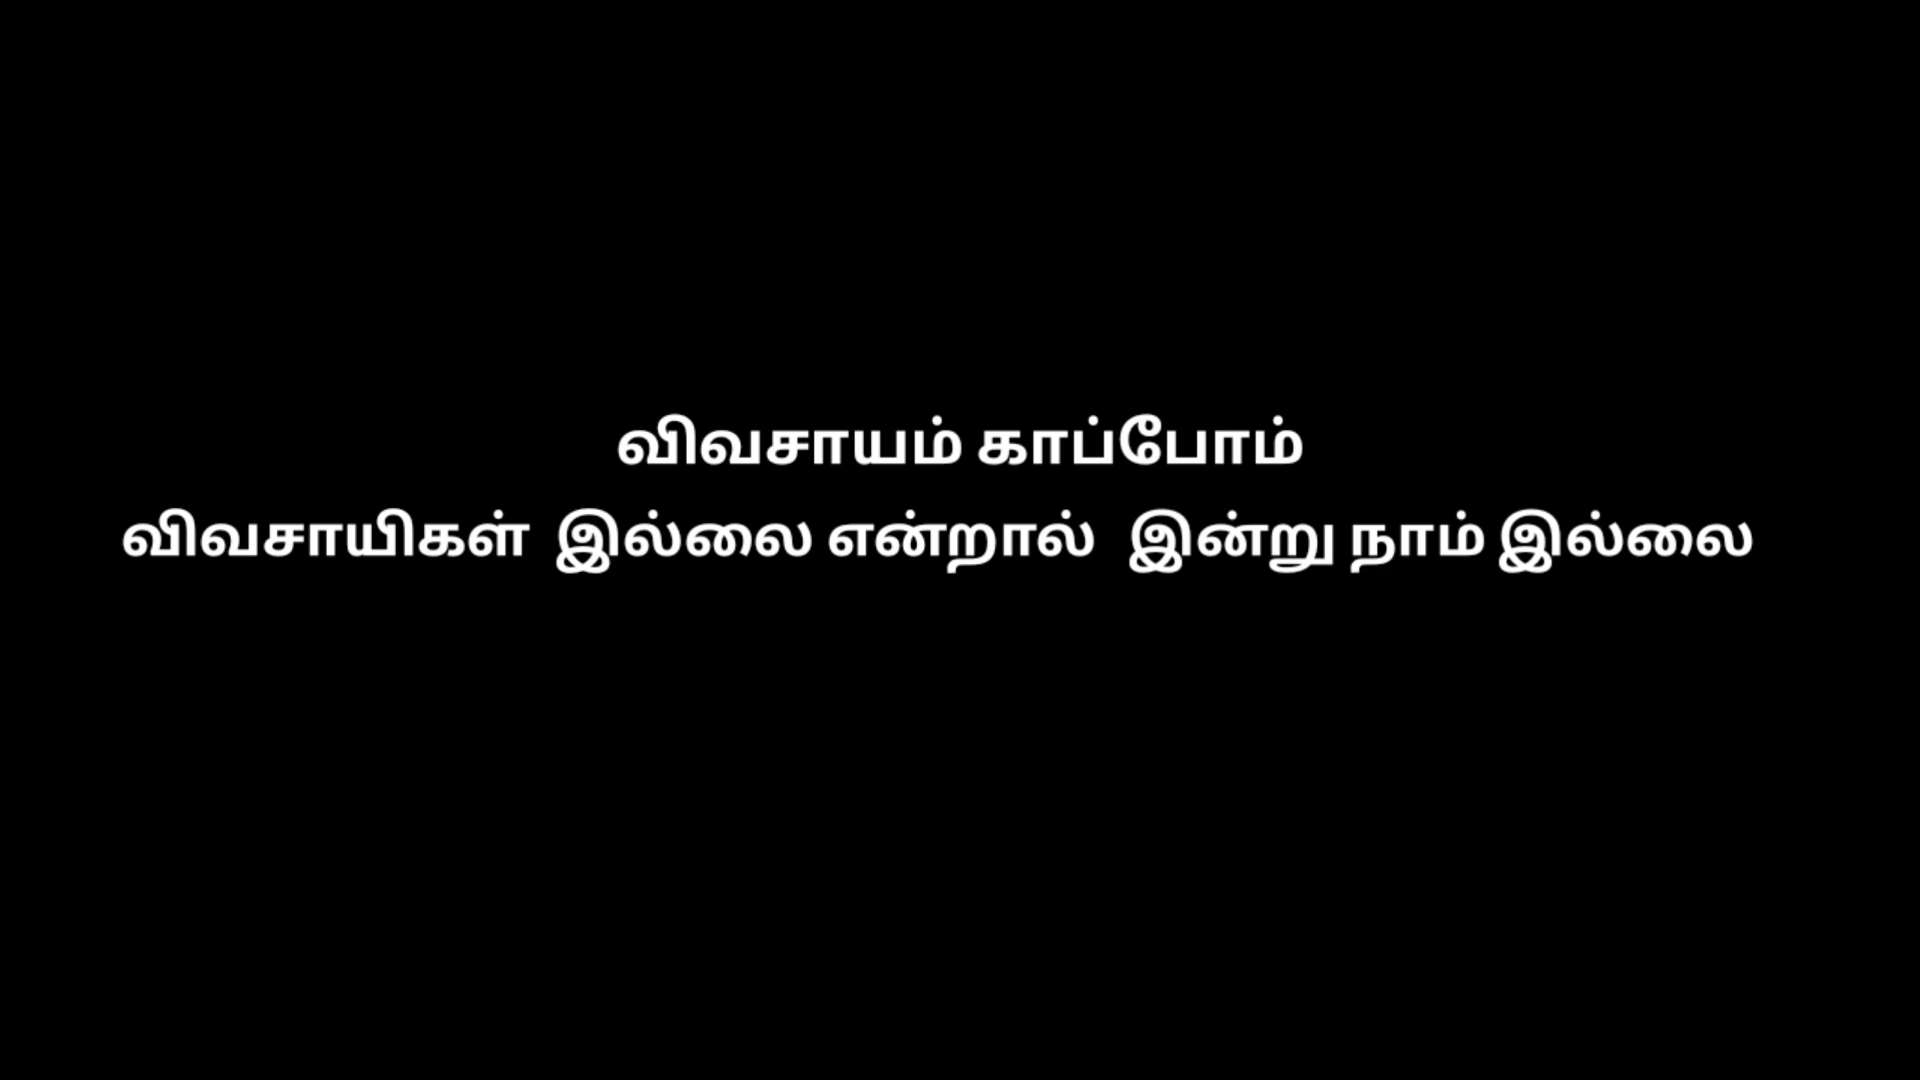 விவசாயம் காப்போம்
விவசாயிகள் இல்லை என்றால் இன்று நாம் இல்லை